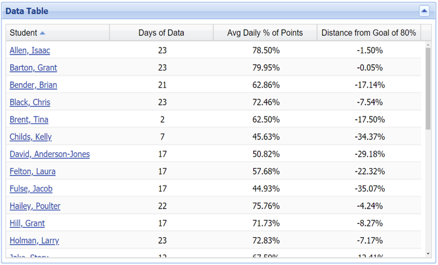 Data Table
Student Days of Data Avg Daily % of Points Distance from Goal of 80%
Allen, Isaac 23 78.50% -1.50%
Barton, Grant 23 79.95% -0.05%
Bender, Brian 21 62.86% -17.14%
Black, Chris 23 72.46% -7.54%
Brent, Tina 2 62.50% -17.50%
Childs, Kelly 7 45.63% -34.37%
David, Anderson-Jones 17 50.82% -29.18%
Felton, Laura 17 57.68% -22.32%
Fulse, Jacob 17 44.93% -35.07%
Hailey, Poulter 22 75.76% -4.24%
Hill, Grant 17 71.73% -8.27%
Holman, Larry 23 72.83% -7.17%